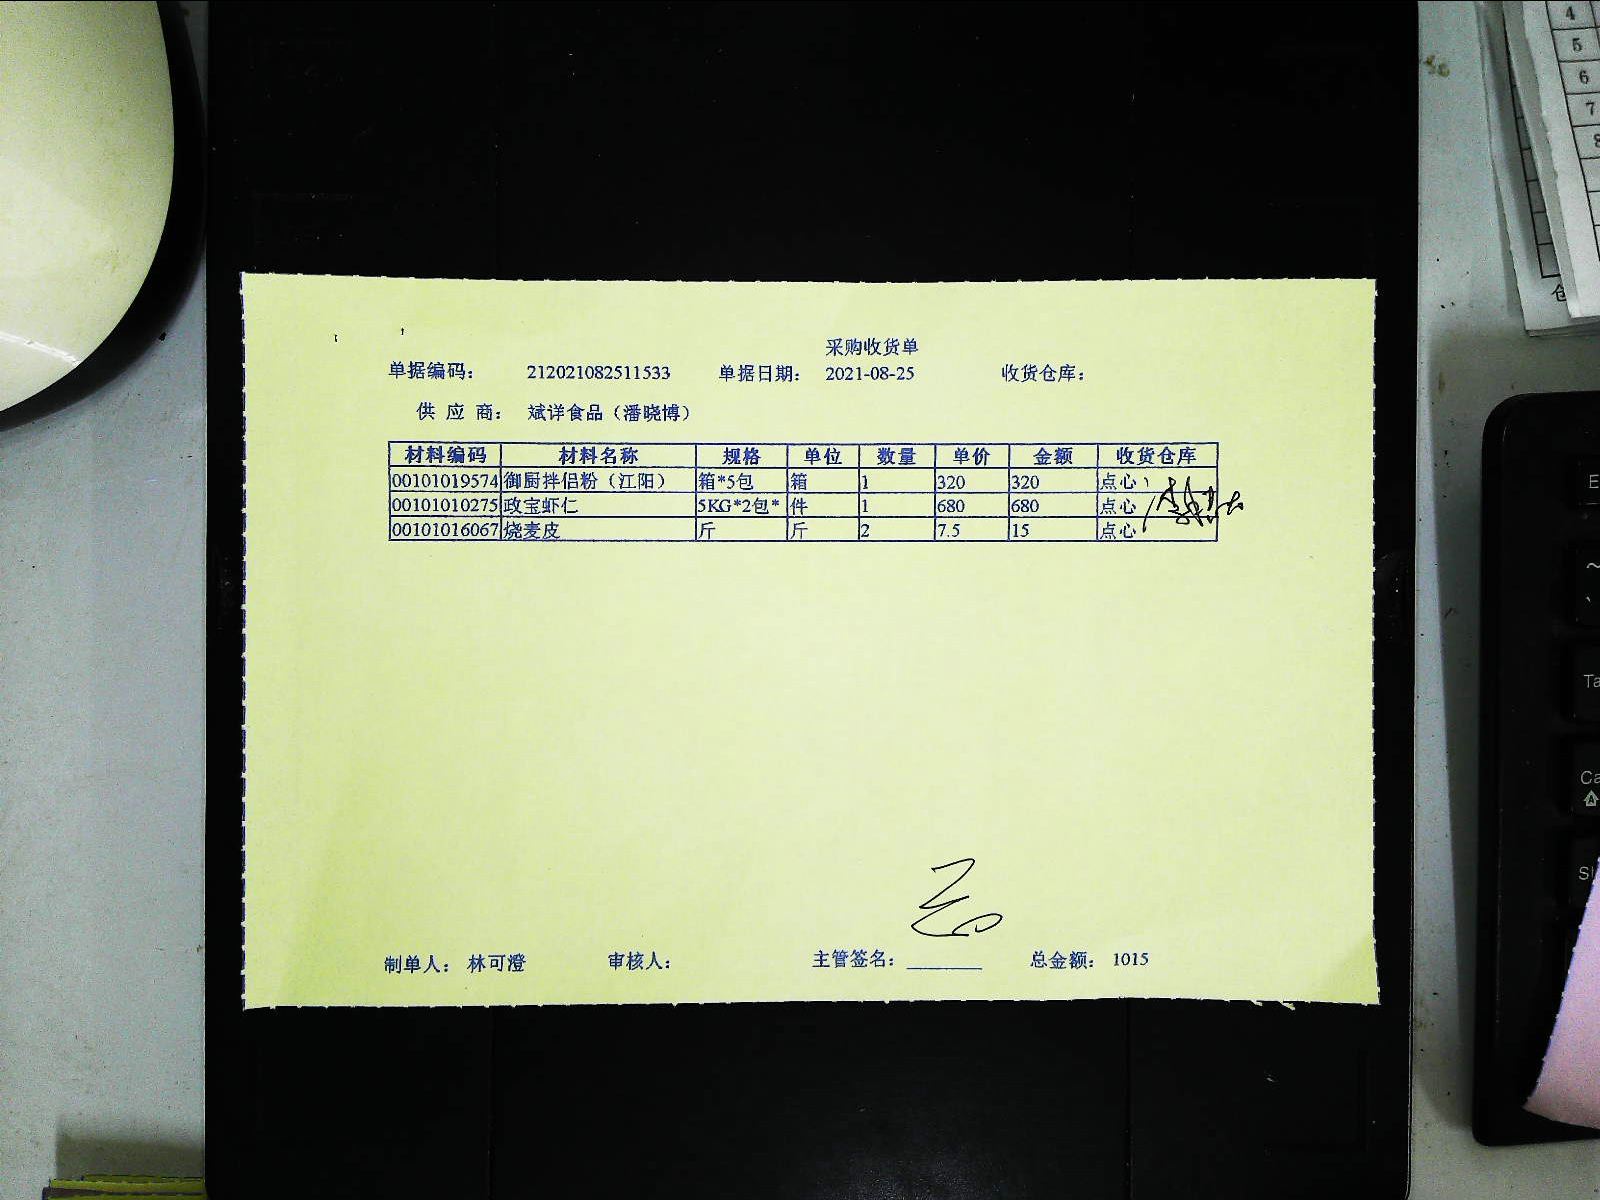 采购收货单
单据编码： 212021082511533 单据日期： 2021-08-25 收货仓库：
供 应 商： 斌详食品（潘晓博）
材料编码 材料名称 规格 单位 数量 单价 金额 收货仓库
00101019574 御厨拌侣粉（江阳） 箱*5包 箱 1 320 320 点心
00101010275 政宝虾仁 5KG*2包* 件 1 680 680 点心
00101016067 烧麦皮 斤 斤 2 7.5 15 点心
制单人： 林可澄 审核人： 主管签名： 总金额： 1015
4
5
6
7
8